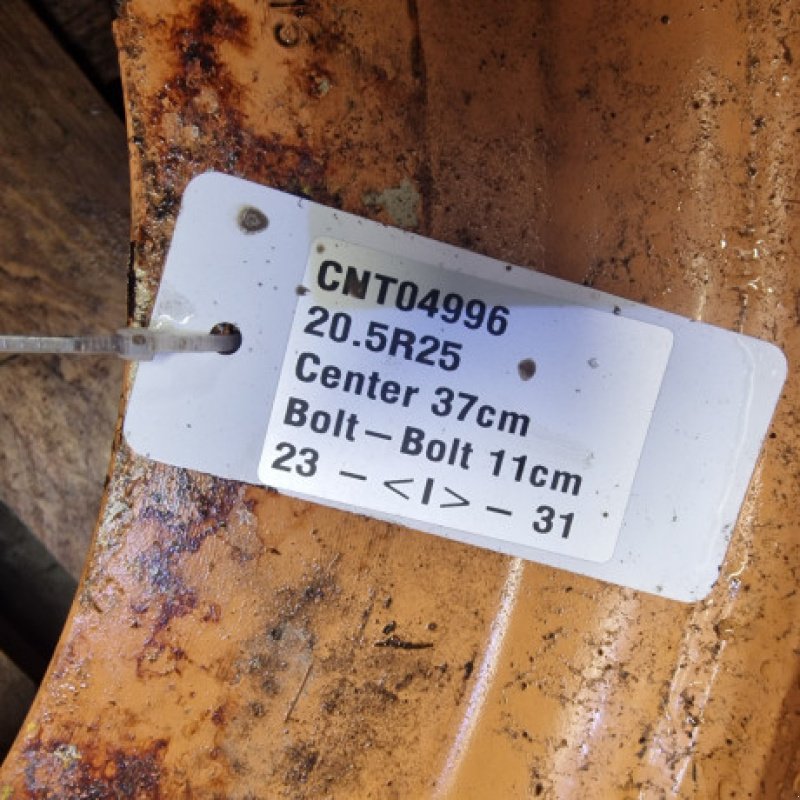 CNT04996
20.5R25
Center 37cm
Bolt–Bolt 11cm
23 – <I> – 31